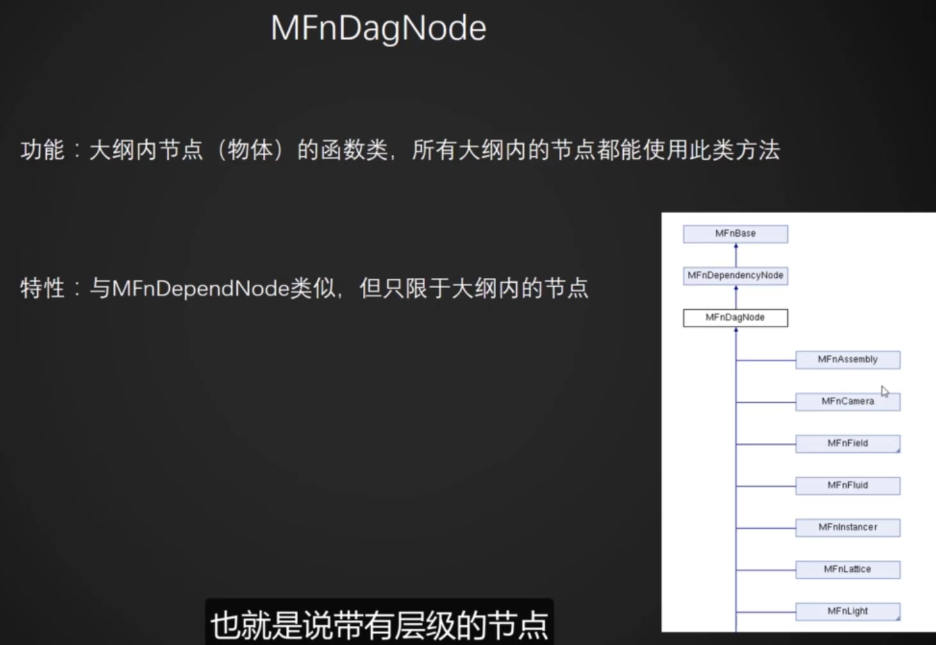 MFnDagNode
功能：大纲内节点（物体）的函数类，所有大纲内的节点都能使用此类方法
特性：与MFnDependNode类似，但只限于大纲内的节点
MFnBase
MFnDependencyNode
MFnDagNode
MFnAssembly
MFnCamera
MFnField
MFnFluid
MFnInstancer
MFnLattice
MFnLight
也就是说带有层级的节点